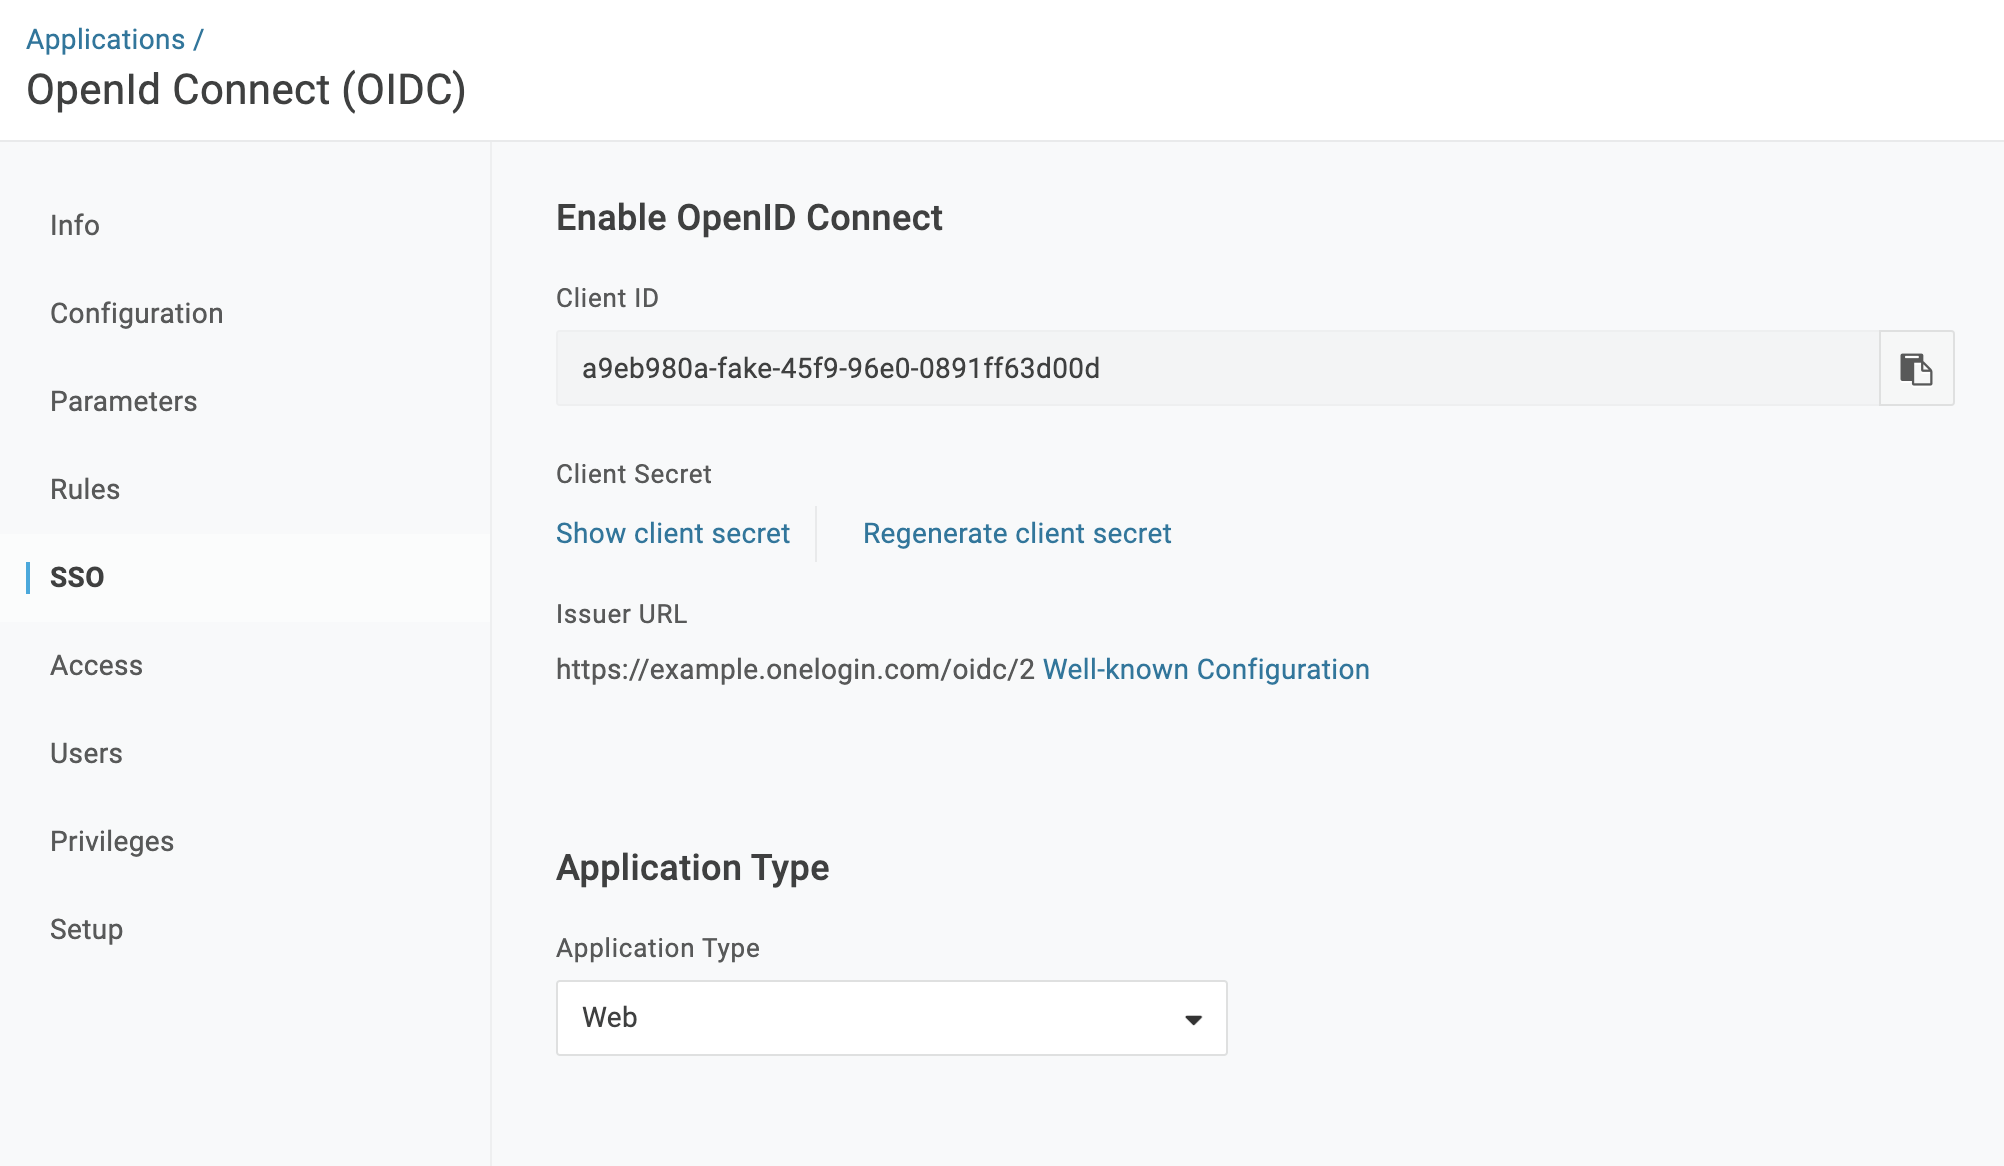 Applications /
OpenId Connect (OIDC)
Info
Configuration
Parameters
Rules
SSO
Access
Users
Privileges
Setup
Enable OpenID Connect
Client ID
a9eb980a-fake-45f9-96e0-0891ff63d00d
Client Secret
Show client secret Regenerate client secret
Issuer URL
https://example.onelogin.com/oidc/2 Well-known Configuration
Application Type
Application Type
Web